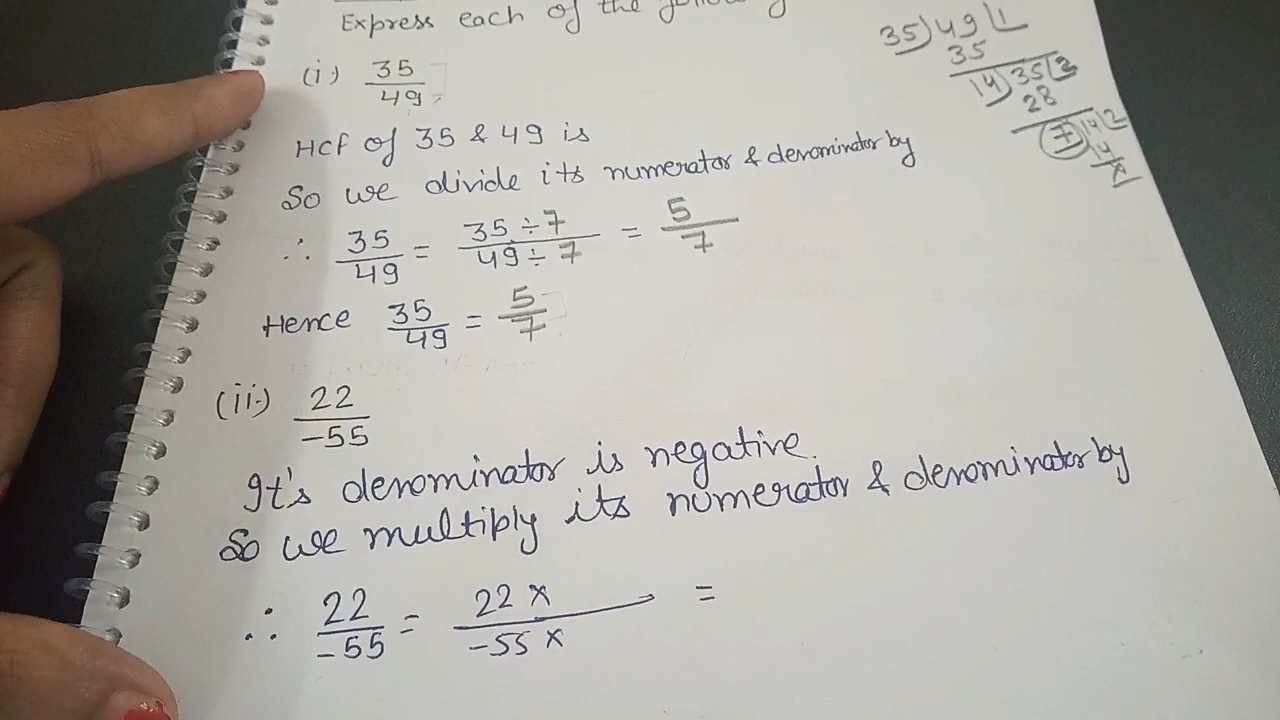 Express each of the
(i.) 35/49
HCF of 35 & 49 is
So we divide its numerator & denominator by
∴ 35/49 = 35÷7/49÷7 = 5/7
Hence 35/49 = 5/7
(ii.) 22/-55
It's denominator is negative.
So we multiply its numerator & denominator by
∴ 22/-55 = 22 x/-55 x =
35)49(1
35
14)35(2
28
7